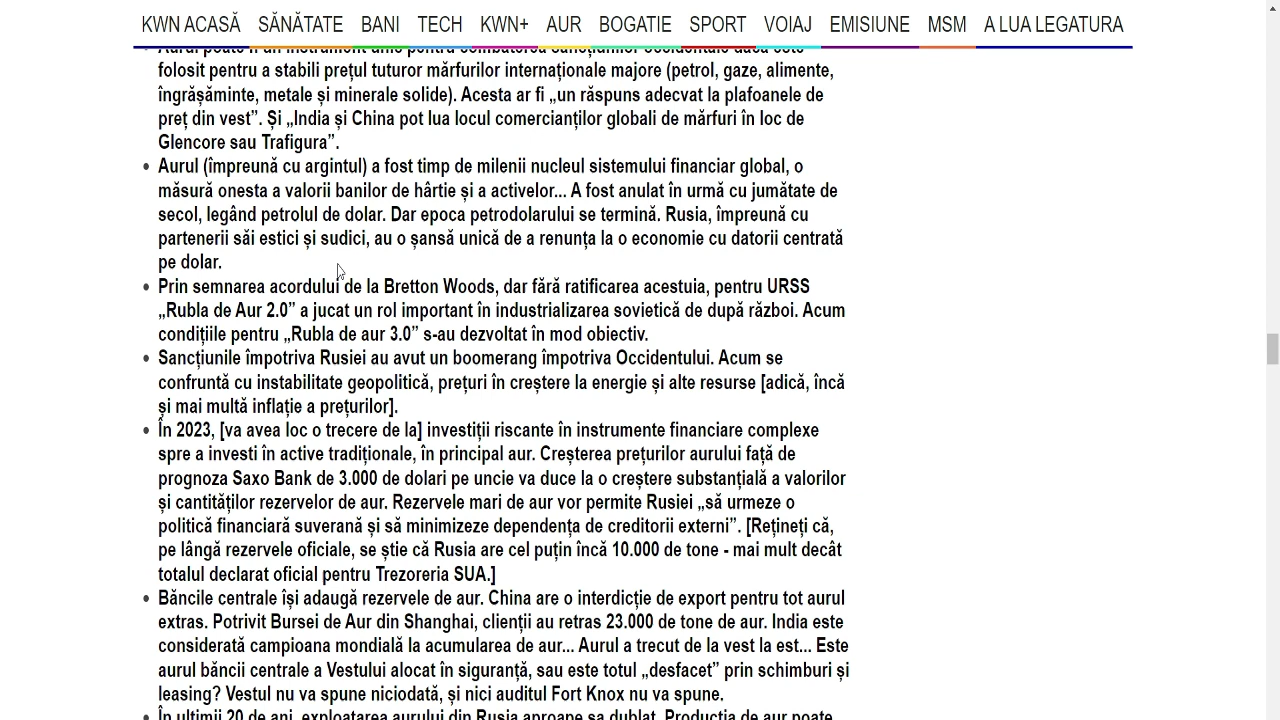 KWN ACASĂ SĂNĂTATE BANI TECH KWN+ AUR BOGATIE SPORT VOIAJ EMISIUNE MSM A LUA LEGATURA
folosit pentru a stabili prețul tuturor mărfurilor internaționale majore (petrol, gaze, alimente,
îngrășăminte, metale și minerale solide). Acesta ar fi „un răspuns adecvat la plafoanele de
preț din vest”. Și „India și China pot lua locul comercianților globali de mărfuri în loc de
Glencore sau Trafigura”.
• Aurul (împreună cu argintul) a fost timp de milenii nucleul sistemului financiar global, o
măsură onesta a valorii banilor de hârtie și a activelor... A fost anulat în urmă cu jumătate de
secol, legând petrolul de dolar. Dar epoca petrodolarului se termină. Rusia, împreună cu
partenerii săi estici și sudici, au o șansă unică de a renunța la o economie cu datorii centrată
pe dolar.
• Prin semnarea acordului de la Bretton Woods, dar fără ratificarea acestuia, pentru URSS
„Rubla de Aur 2.0” a jucat un rol important în industrializarea sovietică de după război. Acum
condițiile pentru „Rubla de aur 3.0” s-au dezvoltat în mod obiectiv.
• Sancțiunile împotriva Rusiei au avut un boomerang împotriva Occidentului. Acum se
confruntă cu instabilitate geopolitică, prețuri în creștere la energie și alte resurse [adică, încă
și mai multă inflație a prețurilor].
• În 2023, [va avea loc o trecere de la] investiții riscante în instrumente financiare complexe
spre a investi în active tradiționale, în principal aur. Creșterea prețurilor aurului față de
prognoza Saxo Bank de 3.000 de dolari pe uncie va duce la o creștere substanțială a valorilor
și cantităților rezervelor de aur. Rezervele mari de aur vor permite Rusiei „să urmeze o
politică financiară suverană și să minimizeze dependența de creditorii externi”. [Rețineți că,
pe lângă rezervele oficiale, se știe că Rusia are cel puțin încă 10.000 de tone - mai mult decât
totalul declarat oficial pentru Trezoreria SUA.]
• Băncile centrale își adaugă rezervele de aur. China are o interdicție de export pentru tot aurul
extras. Potrivit Bursei de Aur din Shanghai, clienții au retras 23.000 de tone de aur. India este
considerată campioana mondială la acumularea de aur... Aurul a trecut de la vest la est... Este
aurul băncii centrale a Vestului alocat în siguranță, sau este totul „desfacet” prin schimburi și
leasing? Vestul nu va spune niciodată, și nici auditul Fort Knox nu va spune.
• În ultimii 20 de ani, exploatarea aurului din Rusia aproape sa dublat. Producția de aur poate